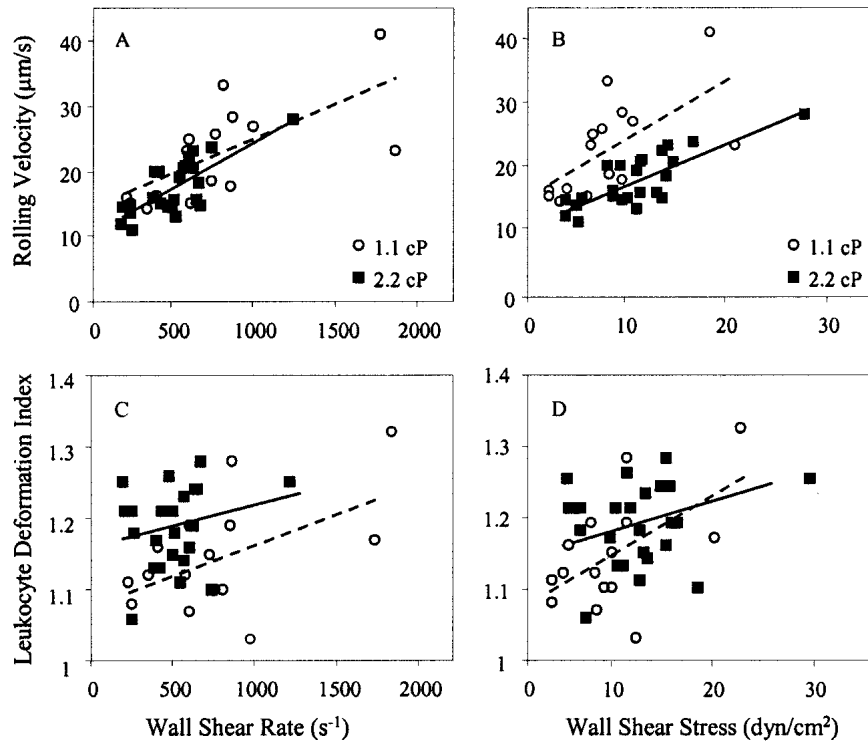 A
B
Rolling Velocity (μm/s)
40
30
20
10
0
40
30
20
10
0
1.1 cP
2.2 cP
1.1 cP
2.2 cP
0 500 1000 1500 2000
0 10 20 30
C
D
Leukocyte Deformation Index
1.4
1.3
1.2
1.1
1
1.4
1.3
1.2
1.1
1
0 500 1000 1500 2000
0 10 20 30
Wall Shear Rate (s⁻¹)
Wall Shear Stress (dyn/cm²)